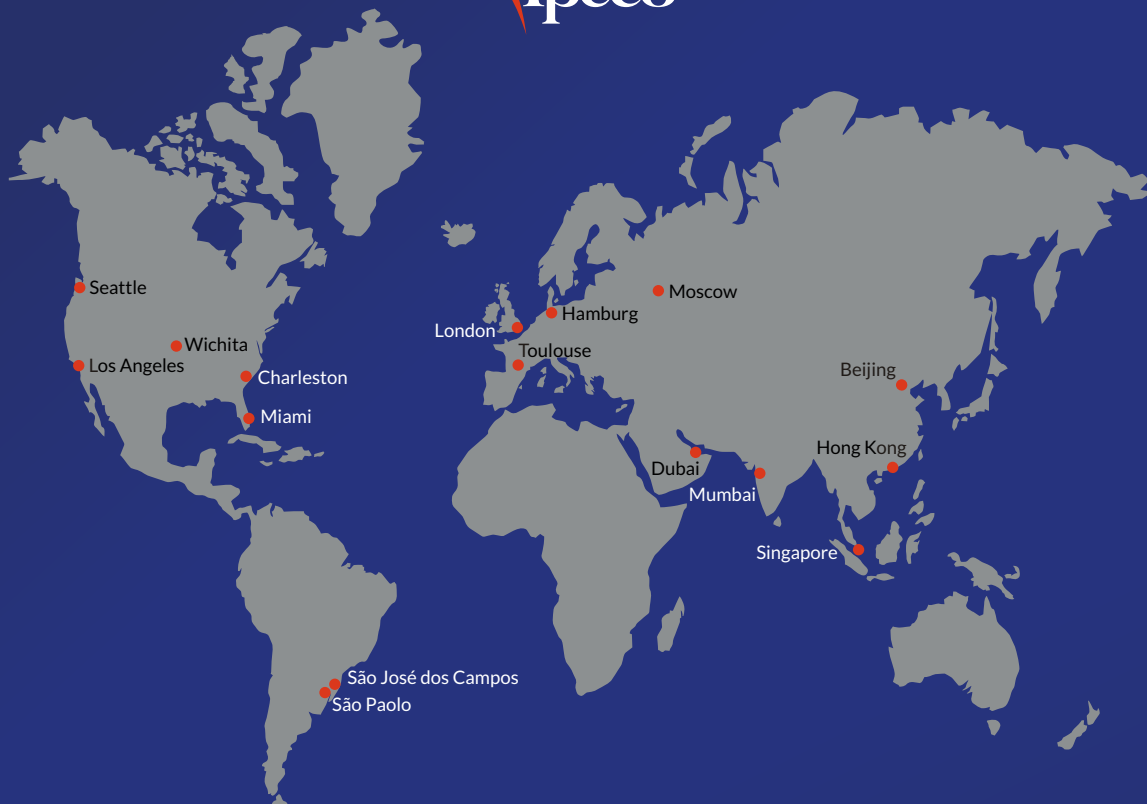 ipeco
Seattle
Moscow
Hamburg
London
Wichita
Toulouse
Los Angeles
Beijing
Charleston
Miami
Hong Kong
Dubai
Mumbai
Singapore
São José dos Campos
São Paolo